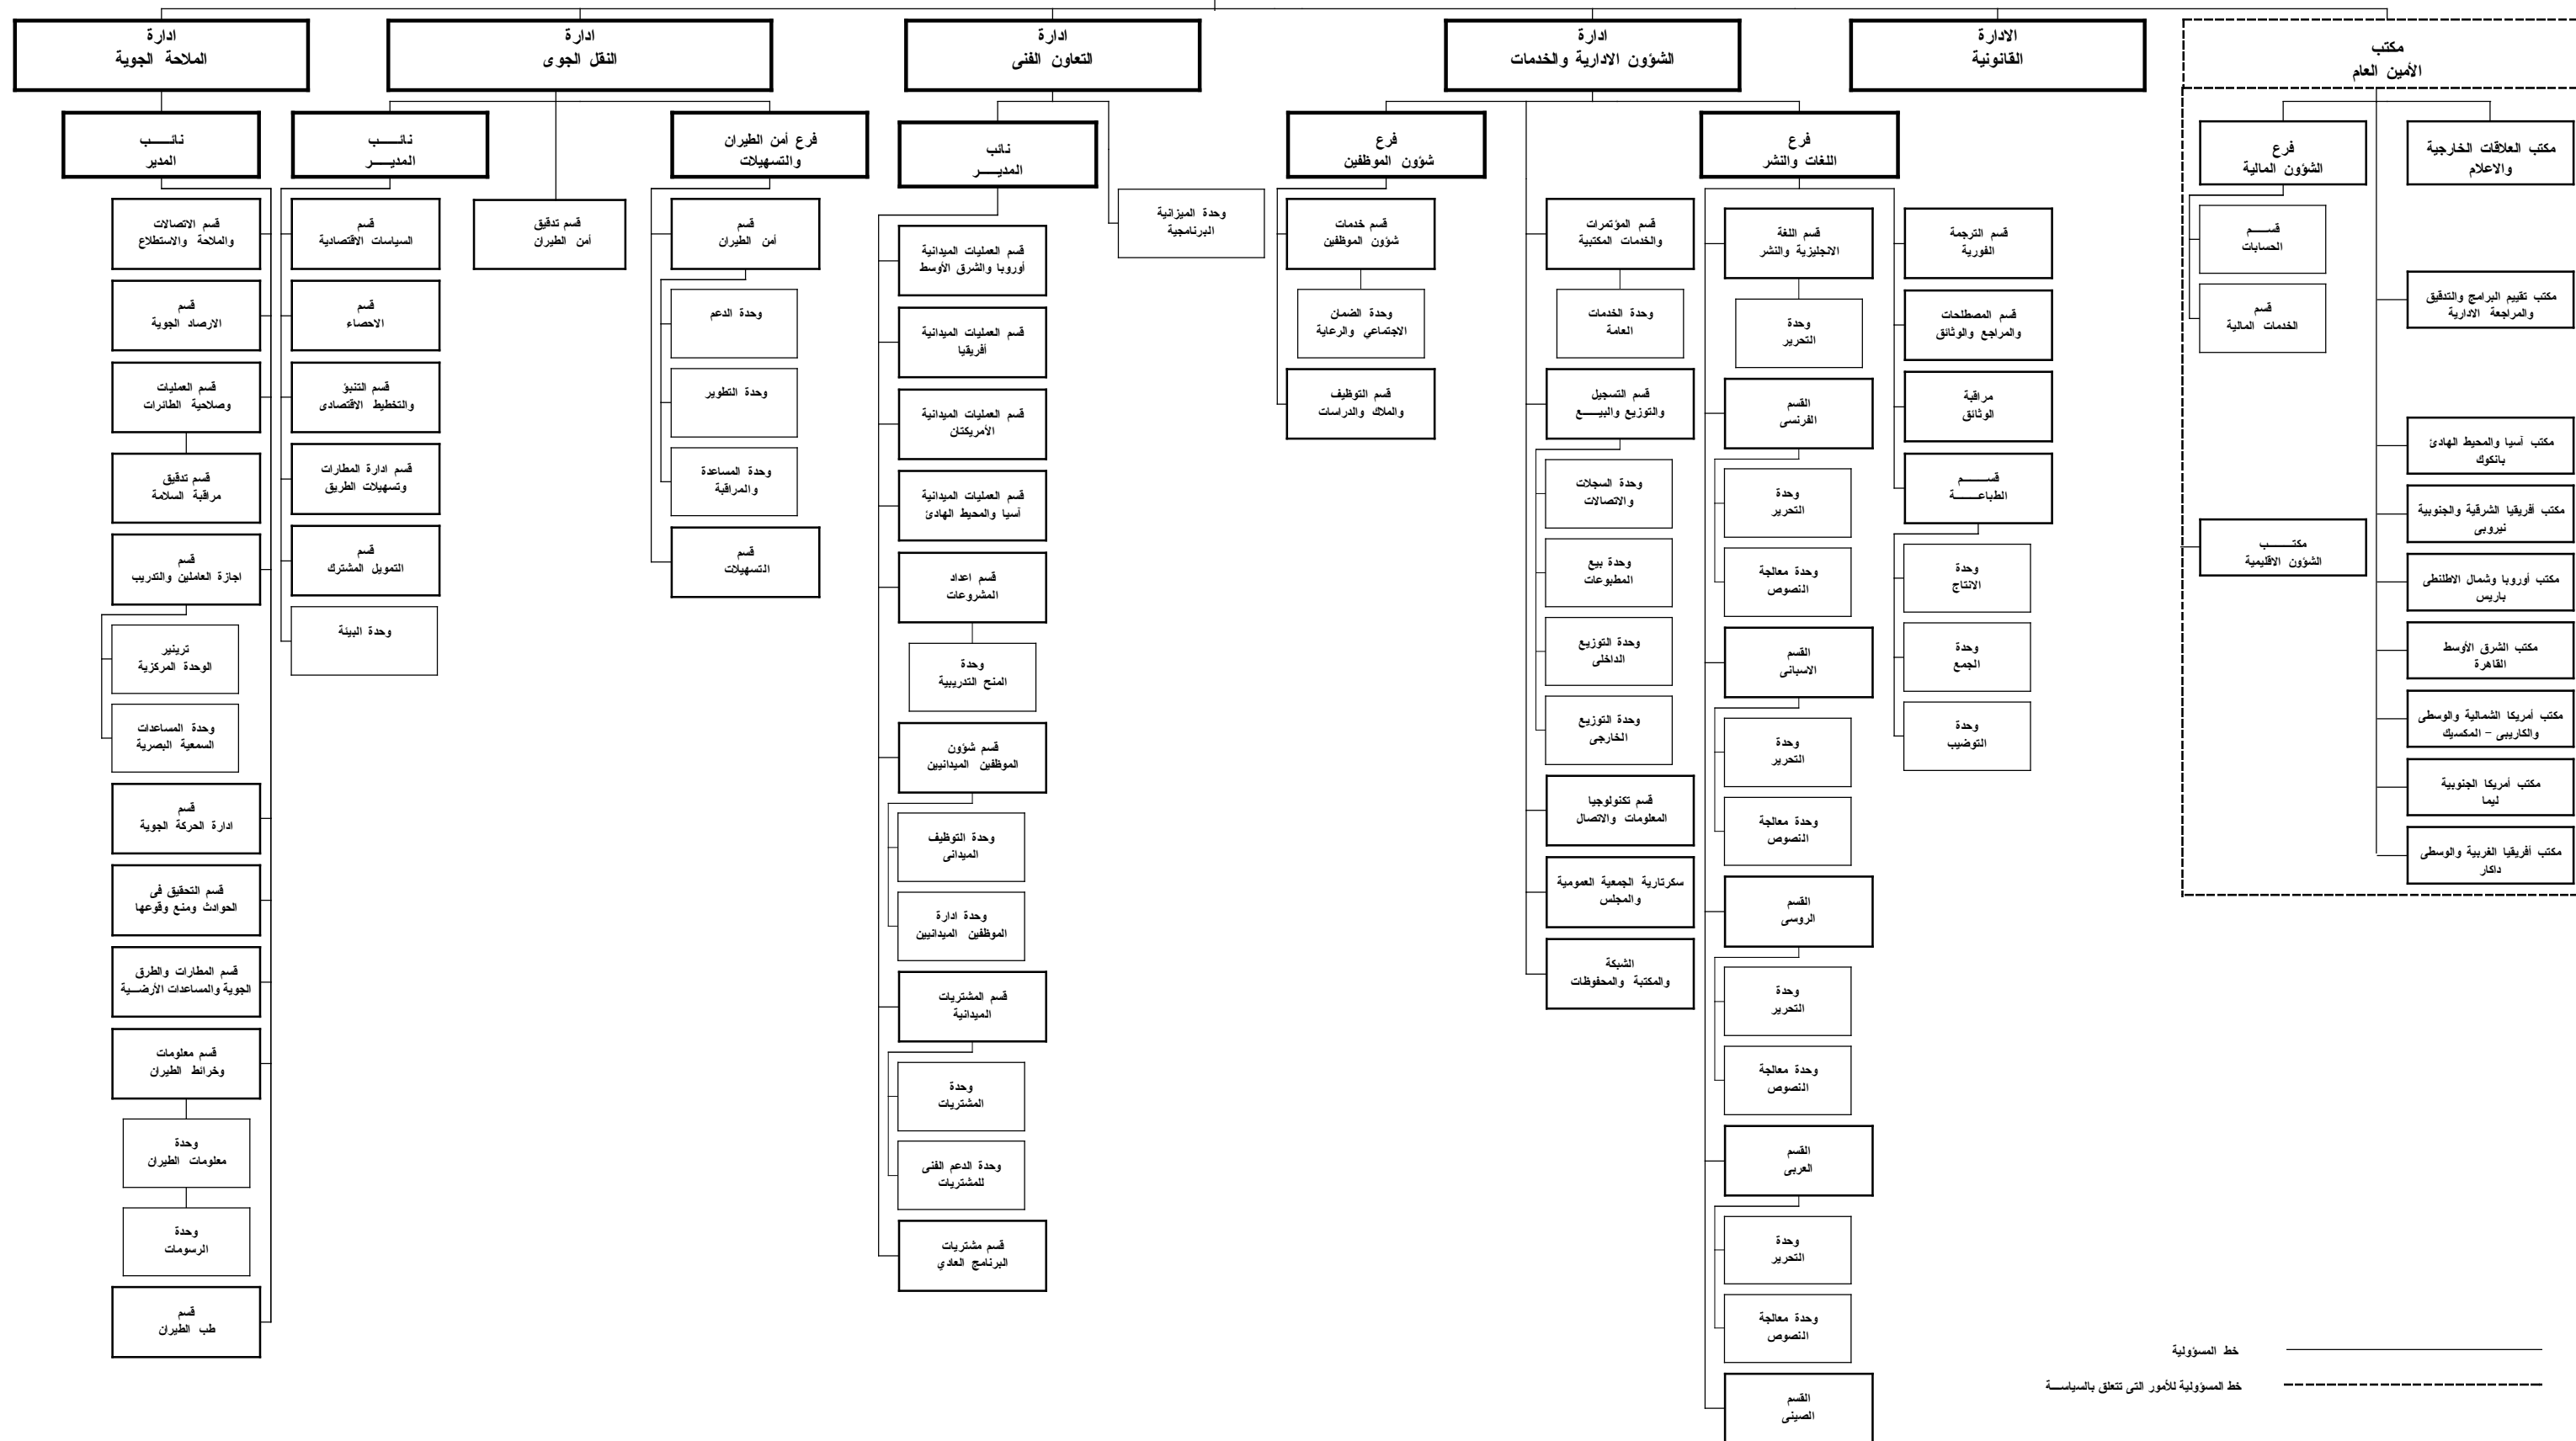 مكتب
الأمين العام
مكتب العلاقات الخارجية
والاعلام
مكتب تقييم البرامج والتدقيق
والمراجعة الادارية
مكتب آسيا والمحيط الهادئ
بانكوك
مكتب أفريقيا الشرقية والجنوبية
نيروبى
مكتب أوروبا وشمال الاطلنطى
باريس
مكتب الشرق الأوسط
القاهرة
مكتب أمريكا الشمالية والوسطى
والكاريبى – المكسيك
مكتب أمريكا الجنوبية
ليما
مكتب أفريقيا الغربية والوسطى
داكار
فرع
الشؤون المالية
قســـم
الحسابات
قسم
الخدمات المالية
مكتــــب
الشؤون الاقليمية
الادارة
القانونية
ادارة
الشؤون الادارية والخدمات
فرع
اللغات والنشر
قسم الترجمة
الفورية
قسم المصطلحات
والمراجع والوثائق
مراقبة
الوثائق
قســـــم
الطباعـــــة
وحدة
الانتاج
وحدة
الجمع
وحدة
التوضيب
قسم اللغة
الانجليزية والنشر
وحدة
التحرير
القسم
الفرنسى
وحدة
التحرير
وحدة معالجة
النصوص
القسم
الاسبانى
وحدة
التحرير
وحدة معالجة
النصوص
القسم
الروسى
وحدة
التحرير
وحدة معالجة
النصوص
القسم
العربى
وحدة
التحرير
وحدة معالجة
النصوص
القسم
الصينى
قسم المؤتمرات
والخدمات المكتبية
وحدة الخدمات
العامة
قسم التسجيل
والتوزيع والبيـــــع
وحدة السجلات
والاتصالات
وحدة بيع
المطبوعات
وحدة التوزيع
الداخلى
وحدة التوزيع
الخارجى
قسم تكنولوجيا
المعلومات والاتصال
سكرتارية الجمعية العمومية
والمجلس
الشبكة
والمكتبة والمحفوظات
فرع
شؤون الموظفين
قسم خدمات
شؤون الموظفين
وحدة الضمان
الاجتماعي والرعاية
قسم التوظيف
والملاك والدراسات
ادارة
التعاون الفنى
وحدة الميزانية
البرنامجية
نائب
المديــــر
قسم العمليات الميدانية
أوروبا والشرق الأوسط
قسم العمليات الميدانية
أفريقيا
قسم العمليات الميدانية
الأمريكتان
قسم العمليات الميدانية
آسيا والمحيط الهادئ
قسم اعداد
المشروعات
وحدة
المنح التدريبية
قسم شؤون
الموظفين الميدانيين
وحدة التوظيف
الميدانى
وحدة ادارة
الموظفين الميدانيين
قسم المشتريات
الميدانية
وحدة
المشتريات
وحدة الدعم الفنى
للمشتريات
قسم مشتريات
البرنامج العادي
ادارة
النقل الجوى
فرع أمن الطيران
والتسهيلات
قسم
أمن الطيران
وحدة الدعم
وحدة التطوير
وحدة المساعدة
والمراقبة
قسم
التسهيلات
قسم تدقيق
أمن الطيران
نائـــــب
المديــــر
قسم
السياسات الاقتصادية
قسم
الاحصاء
قسم التنبؤ
والتخطيط الاقتصادى
قسم ادارة المطارات
وتسهيلات الطريق
قسم
التمويل المشترك
وحدة البيئة
ادارة
الملاحة الجوية
نائـــــب
المدير
قسم الاتصالات
والملاحة والاستطلاع
قسم
الارصاد الجوية
قسم العمليات
وصلاحية الطائرات
قسم تدقيق
مراقبة السلامة
قسم
اجازة العاملين والتدريب
ترينير
الوحدة المركزية
وحدة المساعدات
السمعية البصرية
قسم
ادارة الحركة الجوية
قسم التحقيق فى
الحوادث ومنع وقوعها
قسم المطارات والطرق
الجوية والمساعدات الأرضـــية
قسم معلومات
وخرائط الطيران
وحدة
معلومات الطيران
وحدة
الرسومات
قسم
طب الطيران
خط المسؤولية
خط المسؤولية للأمور التى تتعلق بالسياســـة